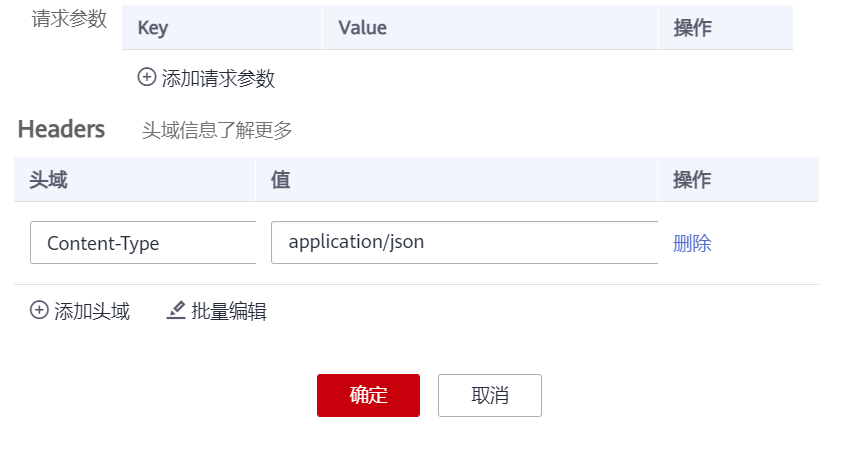 请求参数 Key Value 操作
添加请求参数
Headers 头域信息了解更多
头域 值 操作
Content-Type application/json 删除
添加头域 批量编辑
确定 取消